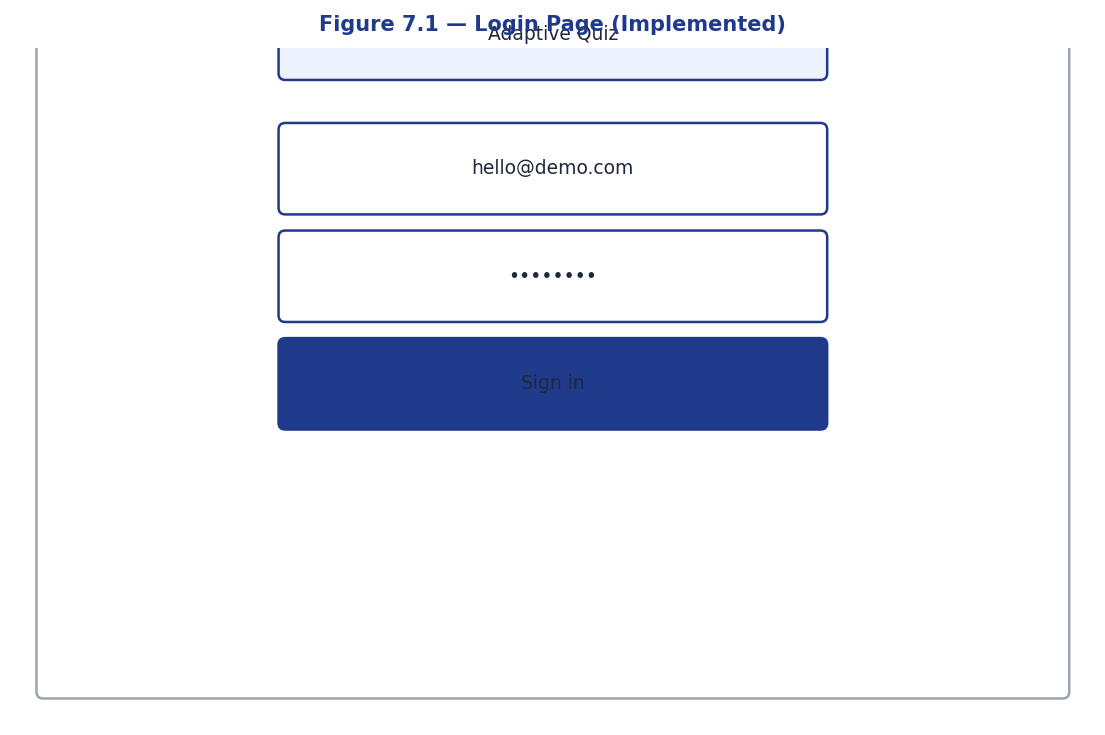 Figure 7.1 — Login Page (Implemented)
Adaptive Quiz
hello@demo.com
••••••••
Sign in